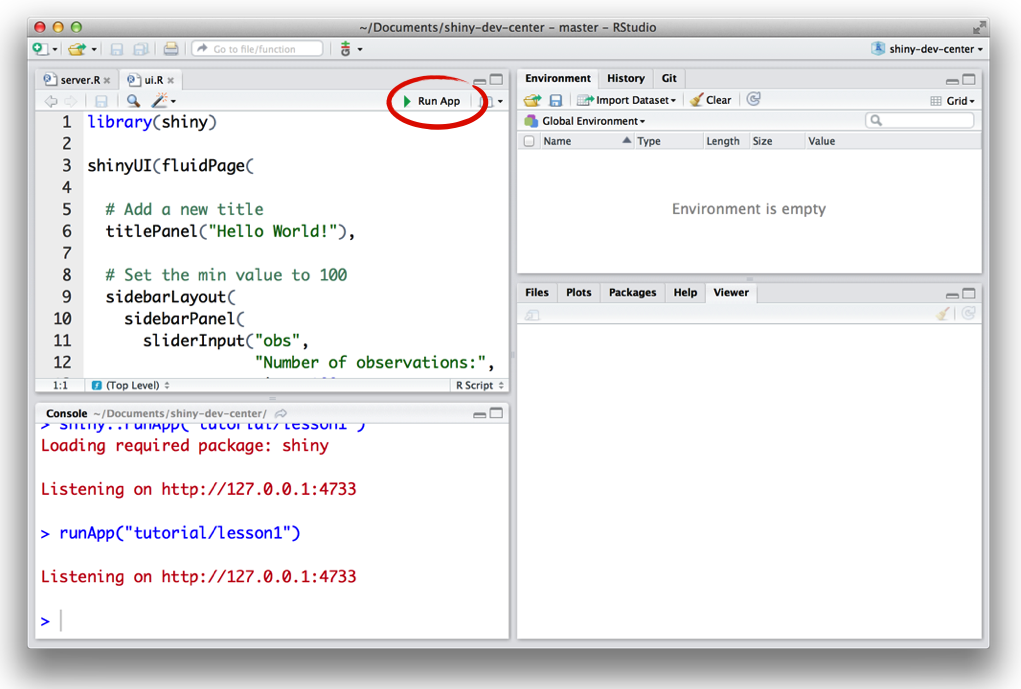 ~/Documents/shiny-dev-center – master – RStudio
Go to file/function
shiny-dev-center
server.R ui.R
Run App
1 library(shiny)
2
3 shinyUI(fluidPage(
4
5 # Add a new title
6 titlePanel("Hello World!"),
7
8 # Set the min value to 100
9 sidebarLayout(
10 sidebarPanel(
11 sliderInput("obs",
12 "Number of observations:",
1:1 (Top Level) R Script
Console ~/Documents/shiny-dev-center/
> shiny::runApp('tutorial/lesson1')
Loading required package: shiny
Listening on http://127.0.0.1:4733
> runApp("tutorial/lesson1")
Listening on http://127.0.0.1:4733
>
Environment History Git
Import Dataset Clear Grid
Global Environment
Name Type Length Size Value
Environment is empty
Files Plots Packages Help Viewer